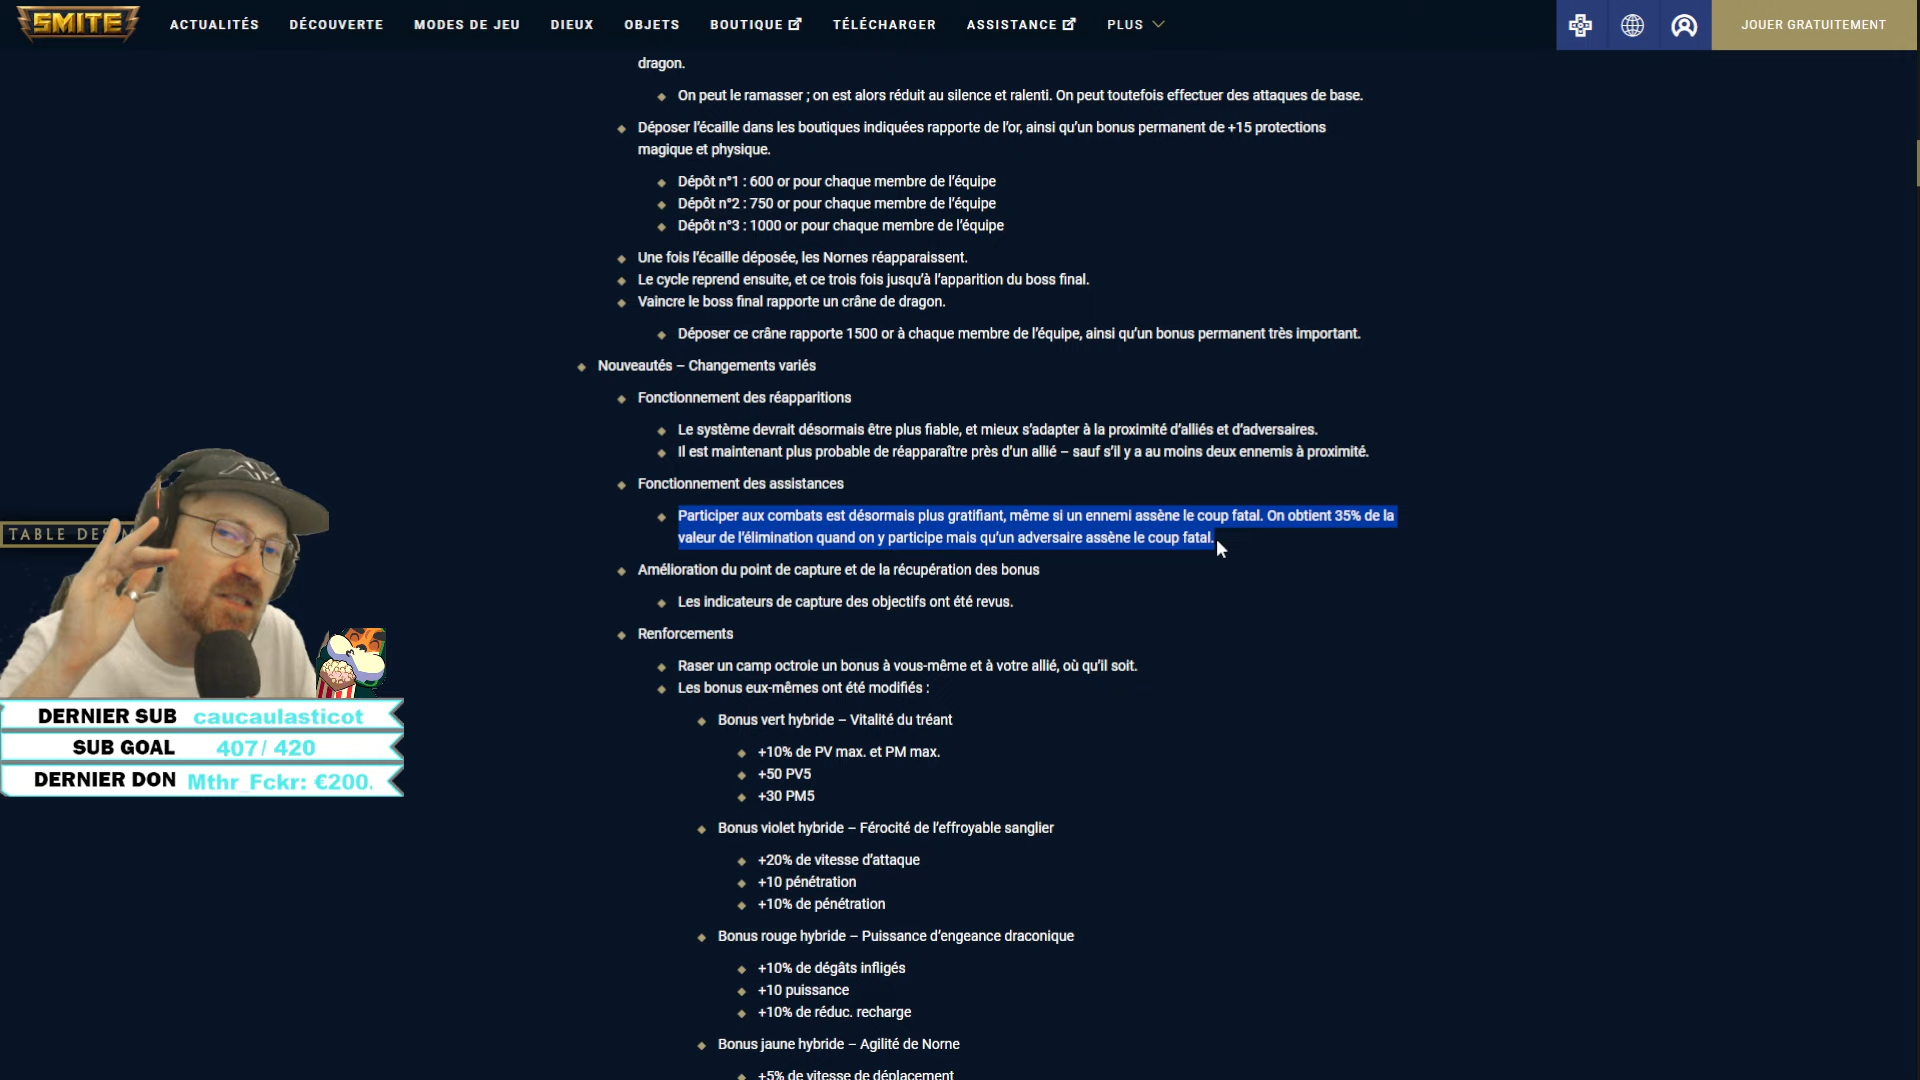 SMITE
ACTUALITÉS DÉCOUVERTE MODES DE JEU DIEUX OBJETS BOUTIQUE TÉLÉCHARGER ASSISTANCE PLUS JOUER GRATUITEMENT
dragon.
On peut le ramasser ; on est alors réduit au silence et ralenti. On peut toutefois effectuer des attaques de base.
Déposer l’écaille dans les boutiques indiquées rapporte de l’or, ainsi qu’un bonus permanent de +15 protections
magique et physique.
Dépôt n°1 : 600 or pour chaque membre de l’équipe
Dépôt n°2 : 750 or pour chaque membre de l’équipe
Dépôt n°3 : 1000 or pour chaque membre de l’équipe
Une fois l’écaille déposée, les Nornes réapparaissent.
Le cycle reprend ensuite, et ce trois fois jusqu’à l’apparition du boss final.
Vaincre le boss final rapporte un crâne de dragon.
Déposer ce crâne rapporte 1500 or à chaque membre de l’équipe, ainsi qu’un bonus permanent très important.
Nouveautés – Changements variés
Fonctionnement des réapparitions
Le système devrait désormais être plus fiable, et mieux s’adapter à la proximité d’alliés et d’adversaires.
Il est maintenant plus probable de réapparaître près d’un allié – sauf s’il y a au moins deux ennemis à proximité.
Fonctionnement des assistances
Participer aux combats est désormais plus gratifiant, même si un ennemi assène le coup fatal. On obtient 35% de la
valeur de l’élimination quand on y participe mais qu’un adversaire assène le coup fatal.
Amélioration du point de capture et de la récupération des bonus
Les indicateurs de capture des objectifs ont été revus.
Renforcements
Raser un camp octroie un bonus à vous-même et à votre allié, où qu’il soit.
Les bonus eux-mêmes ont été modifiés :
Bonus vert hybride – Vitalité du tréant
+10% de PV max. et PM max.
+50 PV5
+30 PM5
Bonus violet hybride – Férocité de l’effroyable sanglier
+20% de vitesse d’attaque
+10 pénétration
+10% de pénétration
Bonus rouge hybride – Puissance d’engeance draconique
+10% de dégâts infligés
+10 puissance
+10% de réduc. recharge
Bonus jaune hybride – Agilité de Norne
+5% de vitesse de déplacement
TABLE DES
DERNIER SUB caucaulasticot
SUB GOAL 407/ 420
DERNIER DON Mthr_Fckr: €200.